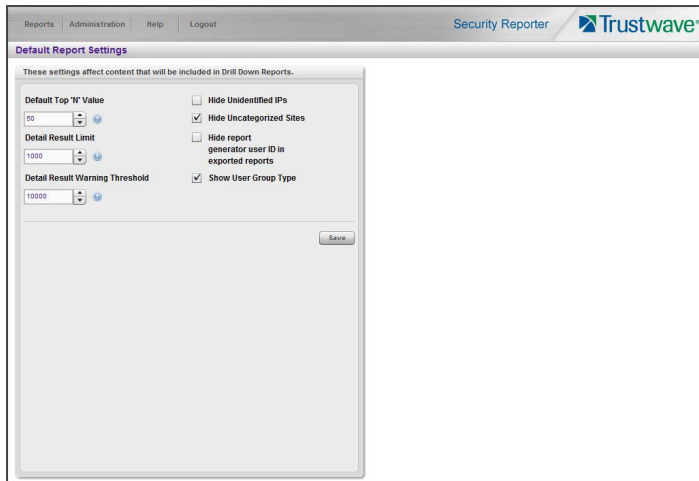 Reports Administration Help Logout Security Reporter Trustwave®
Default Report Settings
These settings affect content that will be included in Drill Down Reports.
Default Top 'N' Value
50
Detail Result Limit
1000
Detail Result Warning Threshold
10000
Hide Unidentified IPs
Hide Uncategorized Sites
Hide report
generator user ID in
exported reports
Show User Group Type
Save